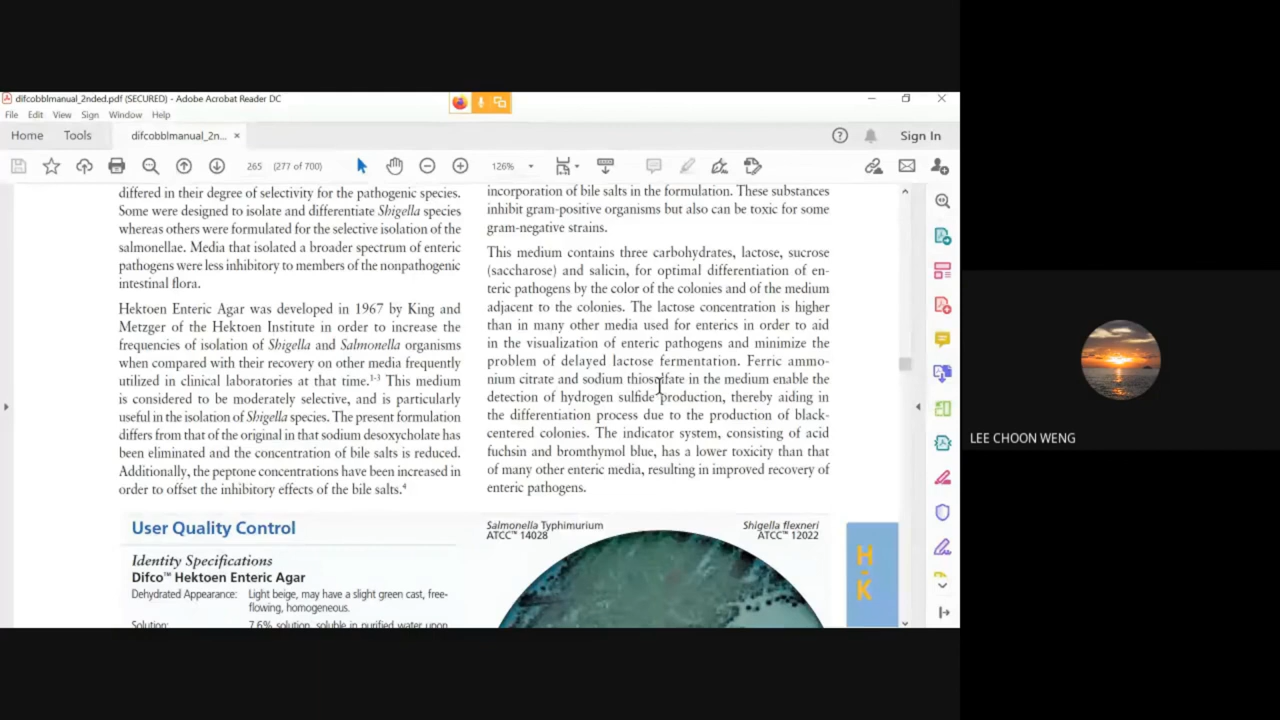 difcobblmanual_2nded.pdf (SECURED) - Adobe Acrobat Reader DC
File Edit View Sign Window Help
Home Tools difcobblmanual_2n... × Sign In
265 (277 of 700) 126%
differed in their degree of selectivity for the pathogenic species.
Some were designed to isolate and differentiate Shigella species
whereas others were formulated for the selective isolation of the
salmonellae. Media that isolated a broader spectrum of enteric
pathogens were less inhibitory to members of the nonpathogenic
intestinal flora.
Hektoen Enteric Agar was developed in 1967 by King and
Metzger of the Hektoen Institute in order to increase the
frequencies of isolation of Shigella and Salmonella organisms
when compared with their recovery on other media frequently
utilized in clinical laboratories at that time.1-3 This medium
is considered to be moderately selective, and is particularly
useful in the isolation of Shigella species. The present formulation
differs from that of the original in that sodium desoxycholate has
been eliminated and the concentration of bile salts is reduced.
Additionally, the peptone concentrations have been increased in
order to offset the inhibitory effects of the bile salts.4
incorporation of bile salts in the formulation. These substances
inhibit gram-positive organisms but also can be toxic for some
gram-negative strains.
This medium contains three carbohydrates, lactose, sucrose
(saccharose) and salicin, for optimal differentiation of en-
teric pathogens by the color of the colonies and of the medium
adjacent to the colonies. The lactose concentration is higher
than in many other media used for enterics in order to aid
in the visualization of enteric pathogens and minimize the
problem of delayed lactose fermentation. Ferric ammo-
nium citrate and sodium thiosulfate in the medium enable the
detection of hydrogen sulfide production, thereby aiding in
the differentiation process due to the production of black-
centered colonies. The indicator system, consisting of acid
fuchsin and bromthymol blue, has a lower toxicity than that
of many other enteric media, resulting in improved recovery of
enteric pathogens.
User Quality Control
Identity Specifications
Difco™ Hektoen Enteric Agar
Dehydrated Appearance: Light beige, may have a slight green cast, free-
flowing, homogeneous.
Solution: 7.6% solution, soluble in purified water upon
Salmonella Typhimurium
ATCC™ 14028
Shigella flexneri
ATCC™ 12022
H-K
LEE CHOON WENG